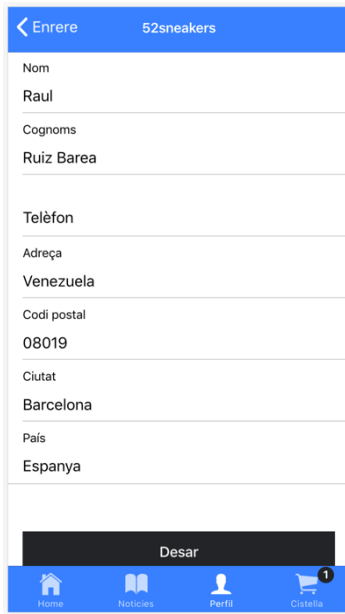 Enrere 52sneakers
Nom
Raul
Cognoms
Ruiz Barea
Telèfon
Adreça
Venezuela
Codi postal
08019
Ciutat
Barcelona
País
Espanya
Desar
1
Home Noticies Perfil Cistella